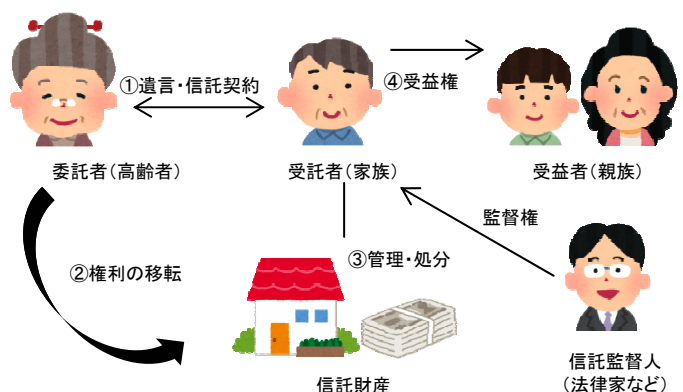 ①遺言・信託契約
④受益権
委託者(高齢者)
受託者(家族)
受益者(親族)
監督権
②権利の移転
③管理・処分
信託財産
信託監督人
(法律家など)